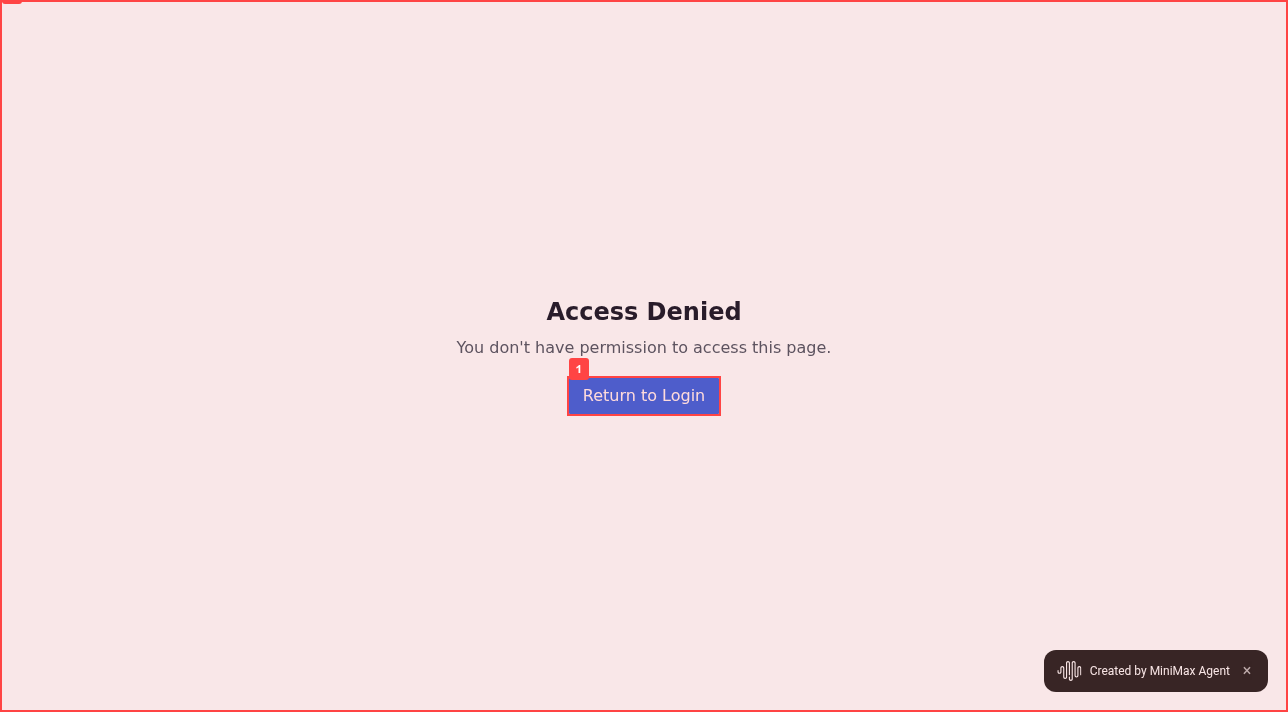 Access Denied
You don't have permission to access this page.
1
Return to Login
Created by MiniMax Agent ×